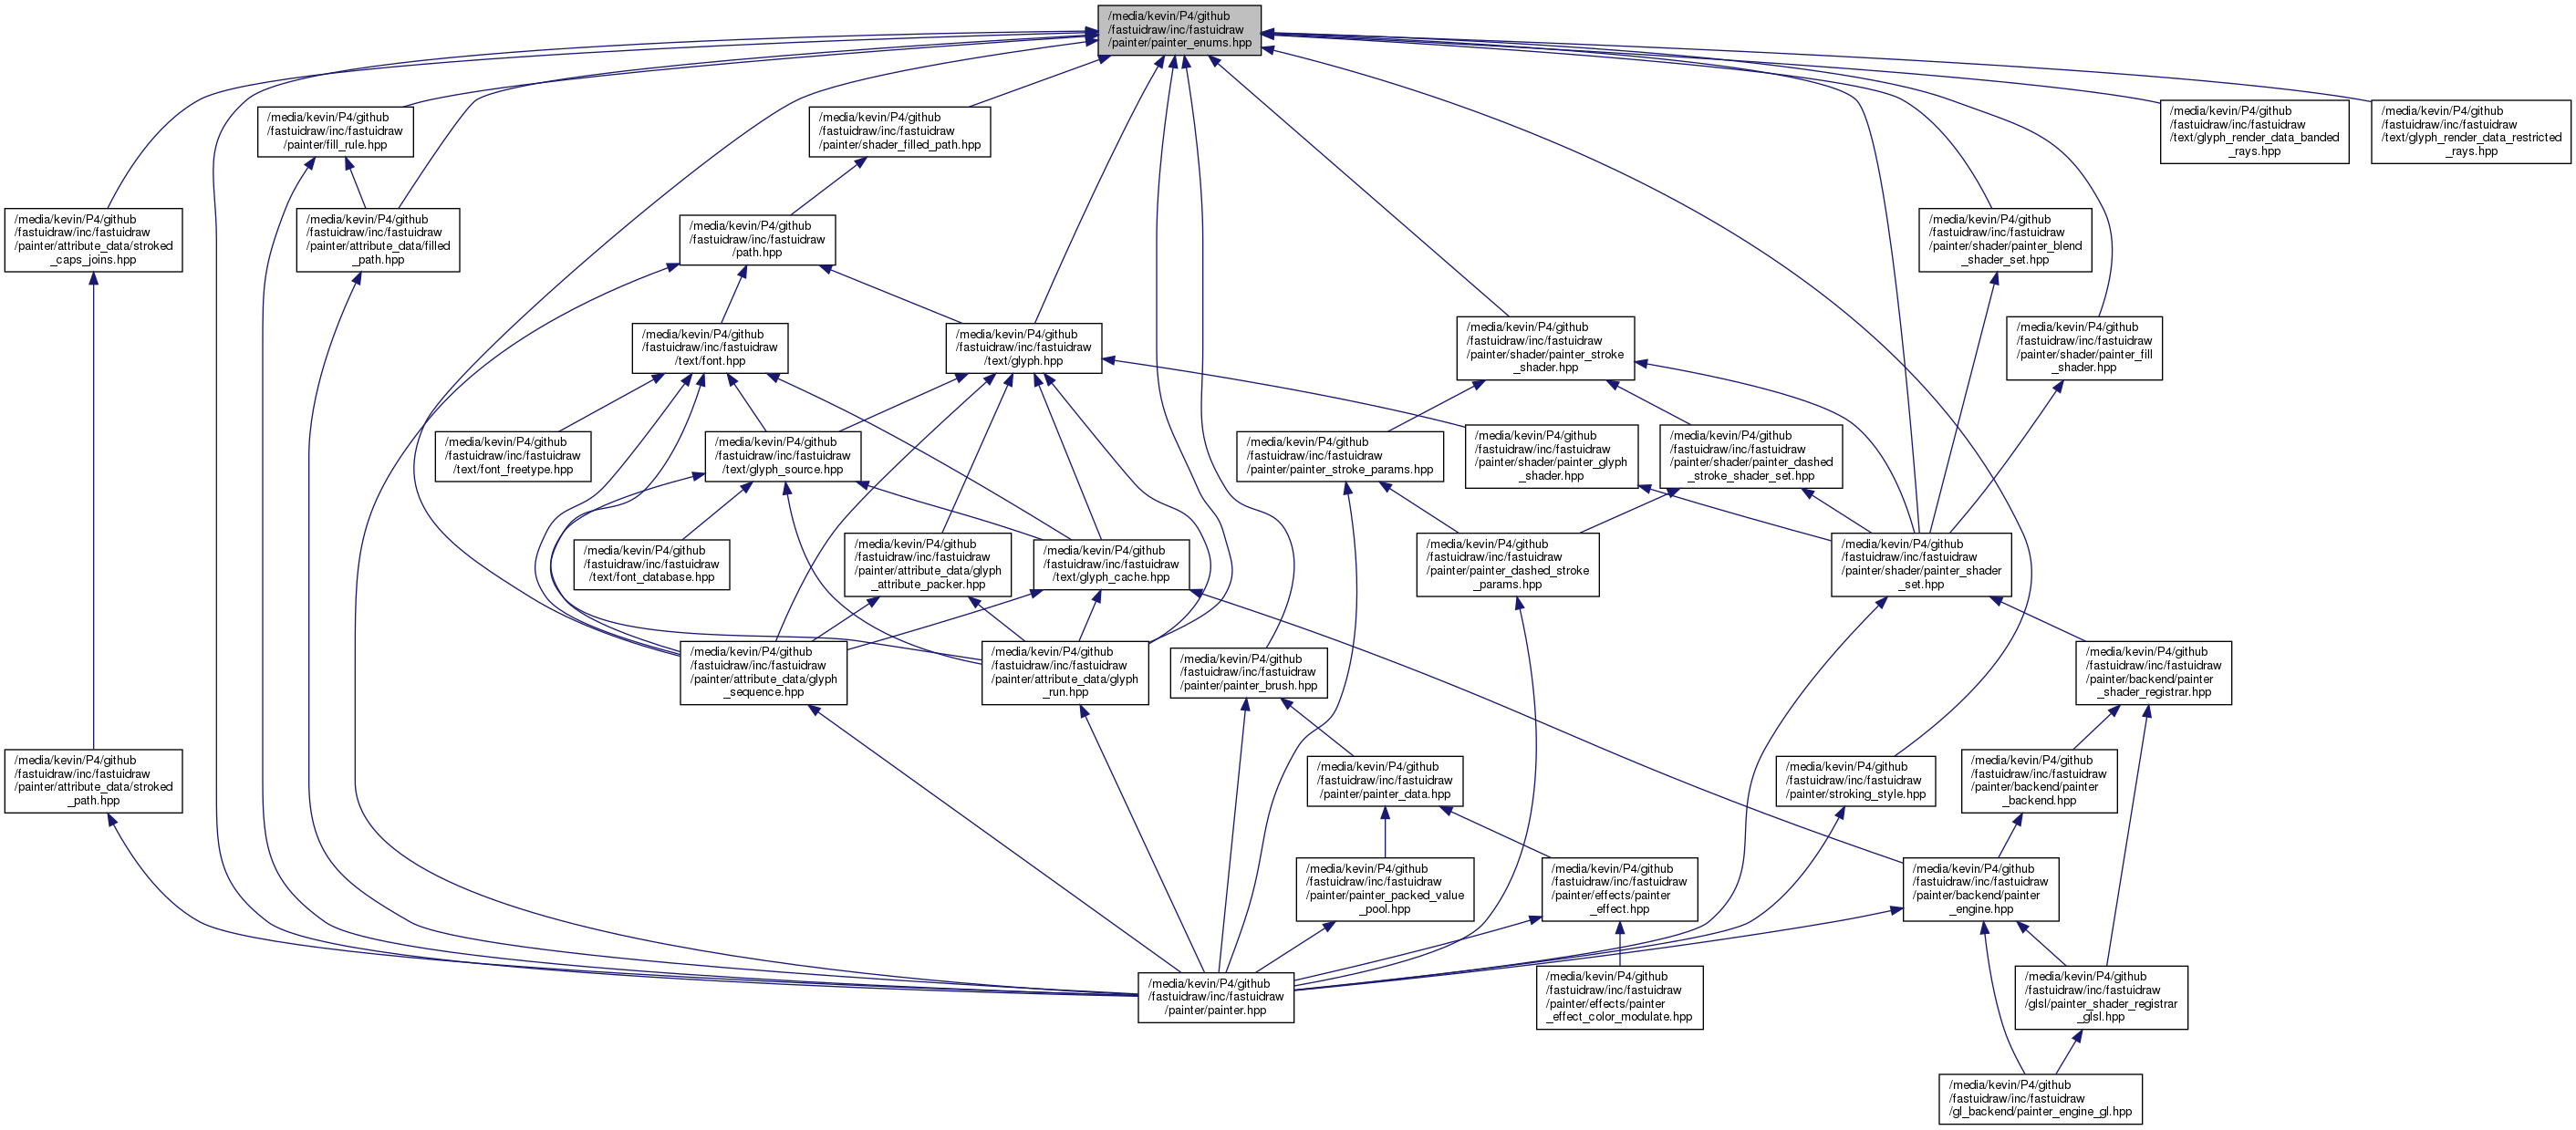 /media/kevin/P4/github
/fastuidraw/inc/fastuidraw
/painter/painter_enums.hpp
/media/kevin/P4/github
/fastuidraw/inc/fastuidraw
/painter/fill_rule.hpp
/media/kevin/P4/github
/fastuidraw/inc/fastuidraw
/painter/shader_filled_path.hpp
/media/kevin/P4/github
/fastuidraw/inc/fastuidraw
/text/glyph_render_data_banded
_rays.hpp
/media/kevin/P4/github
/fastuidraw/inc/fastuidraw
/text/glyph_render_data_restricted
_rays.hpp
/media/kevin/P4/github
/fastuidraw/inc/fastuidraw
/painter/attribute_data/stroked
_caps_joins.hpp
/media/kevin/P4/github
/fastuidraw/inc/fastuidraw
/painter/attribute_data/filled
_path.hpp
/media/kevin/P4/github
/fastuidraw/inc/fastuidraw
/path.hpp
/media/kevin/P4/github
/fastuidraw/inc/fastuidraw
/painter/shader/painter_blend
_shader_set.hpp
/media/kevin/P4/github
/fastuidraw/inc/fastuidraw
/text/font.hpp
/media/kevin/P4/github
/fastuidraw/inc/fastuidraw
/text/glyph.hpp
/media/kevin/P4/github
/fastuidraw/inc/fastuidraw
/painter/shader/painter_stroke
_shader.hpp
/media/kevin/P4/github
/fastuidraw/inc/fastuidraw
/painter/shader/painter_fill
_shader.hpp
/media/kevin/P4/github
/fastuidraw/inc/fastuidraw
/text/font_freetype.hpp
/media/kevin/P4/github
/fastuidraw/inc/fastuidraw
/text/glyph_source.hpp
/media/kevin/P4/github
/fastuidraw/inc/fastuidraw
/painter/painter_stroke_params.hpp
/media/kevin/P4/github
/fastuidraw/inc/fastuidraw
/painter/shader/painter_glyph
_shader.hpp
/media/kevin/P4/github
/fastuidraw/inc/fastuidraw
/painter/shader/painter_dashed
_stroke_shader_set.hpp
/media/kevin/P4/github
/fastuidraw/inc/fastuidraw
/text/font_database.hpp
/media/kevin/P4/github
/fastuidraw/inc/fastuidraw
/painter/attribute_data/glyph
_attribute_packer.hpp
/media/kevin/P4/github
/fastuidraw/inc/fastuidraw
/text/glyph_cache.hpp
/media/kevin/P4/github
/fastuidraw/inc/fastuidraw
/painter/painter_dashed_stroke
_params.hpp
/media/kevin/P4/github
/fastuidraw/inc/fastuidraw
/painter/shader/painter_shader
_set.hpp
/media/kevin/P4/github
/fastuidraw/inc/fastuidraw
/painter/attribute_data/glyph
_sequence.hpp
/media/kevin/P4/github
/fastuidraw/inc/fastuidraw
/painter/attribute_data/glyph
_run.hpp
/media/kevin/P4/github
/fastuidraw/inc/fastuidraw
/painter/painter_brush.hpp
/media/kevin/P4/github
/fastuidraw/inc/fastuidraw
/painter/backend/painter
_shader_registrar.hpp
/media/kevin/P4/github
/fastuidraw/inc/fastuidraw
/painter/attribute_data/stroked
_path.hpp
/media/kevin/P4/github
/fastuidraw/inc/fastuidraw
/painter/painter_data.hpp
/media/kevin/P4/github
/fastuidraw/inc/fastuidraw
/painter/stroking_style.hpp
/media/kevin/P4/github
/fastuidraw/inc/fastuidraw
/painter/backend/painter
_backend.hpp
/media/kevin/P4/github
/fastuidraw/inc/fastuidraw
/painter/painter_packed_value
_pool.hpp
/media/kevin/P4/github
/fastuidraw/inc/fastuidraw
/painter/effects/painter
_effect.hpp
/media/kevin/P4/github
/fastuidraw/inc/fastuidraw
/painter/backend/painter
_engine.hpp
/media/kevin/P4/github
/fastuidraw/inc/fastuidraw
/painter/painter.hpp
/media/kevin/P4/github
/fastuidraw/inc/fastuidraw
/painter/effects/painter
_effect_color_modulate.hpp
/media/kevin/P4/github
/fastuidraw/inc/fastuidraw
/glsl/painter_shader_registrar
_glsl.hpp
/media/kevin/P4/github
/fastuidraw/inc/fastuidraw
/gl_backend/painter_engine_gl.hpp